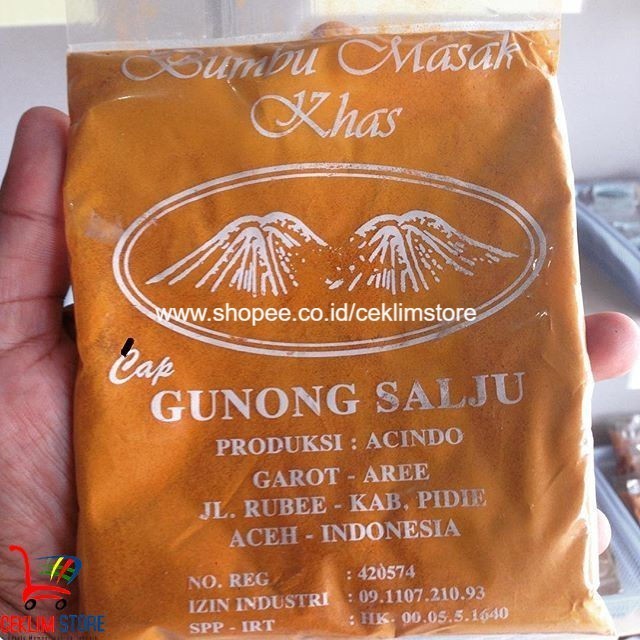 Bumbu Masak
Khas
www.shopee.co.id/ceklimstore
Cap
GUNONG SALJU
PRODUKSI : ACINDO
GAROT - AREE
JL. RUBEE - KAB. PIDIE
ACEH - INDONESIA
NO. REG : 420574
IZIN INDUSTRI : 09.1107.210.93
SPP - IRT : HK. 00.05.5.1640
CEKLIM STORE